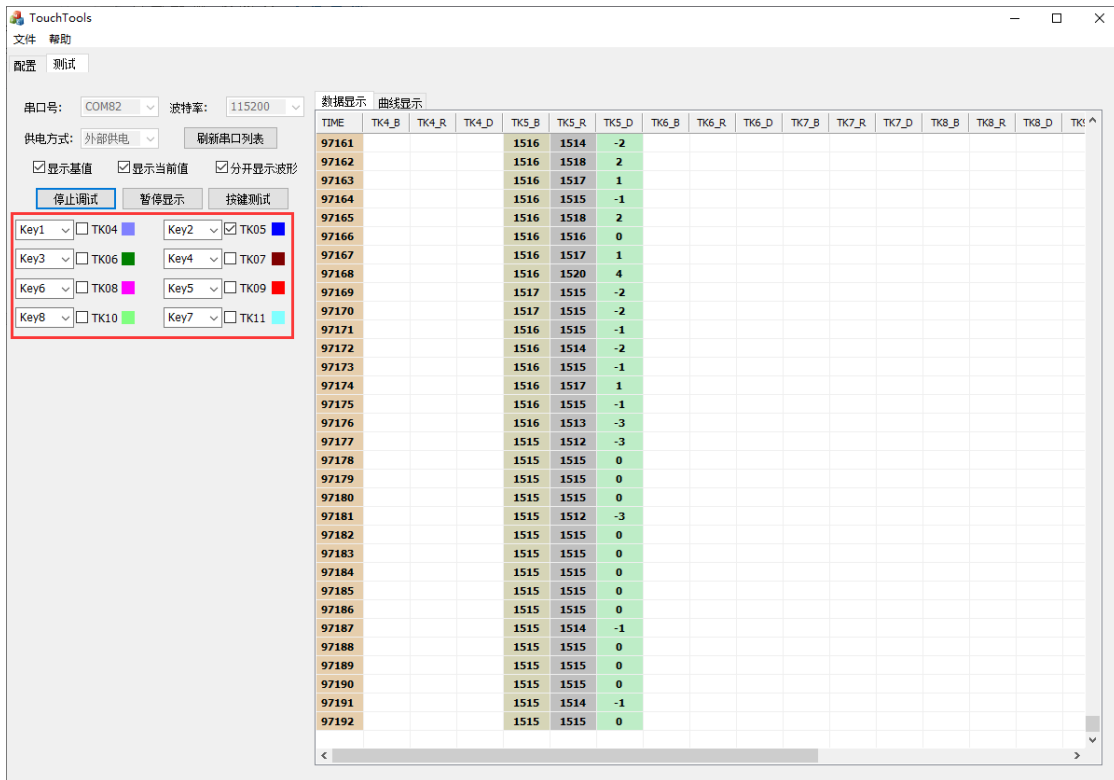 TouchTools
文件 帮助
配置 测试
串口号: COM82 波特率: 115200
供电方式: 外部供电 刷新串口列表
显示基值 显示当前值 分开显示波形
停止调试 暂停显示 按键测试
Key1 TK04 Key2 TK05
Key3 TK06 Key4 TK07
Key6 TK08 Key5 TK09
Key8 TK10 Key7 TK11
数据显示 曲线显示
TIME TK4_B TK4_R TK4_D TK5_B TK5_R TK5_D TK6_B TK6_R TK6_D TK7_B TK7_R TK7_D TK8_B TK8_R TK8_D
97161 1516 1514 -2
97162 1516 1518 2
97163 1516 1517 1
97164 1516 1515 -1
97165 1516 1518 2
97166 1516 1516 0
97167 1516 1517 1
97168 1516 1520 4
97169 1517 1515 -2
97170 1517 1515 -2
97171 1516 1515 -1
97172 1516 1514 -2
97173 1516 1515 -1
97174 1516 1517 1
97175 1516 1515 -1
97176 1516 1513 -3
97177 1515 1512 -3
97178 1515 1515 0
97179 1515 1515 0
97180 1515 1515 0
97181 1515 1512 -3
97182 1515 1515 0
97183 1515 1515 0
97184 1515 1515 0
97185 1515 1515 0
97186 1515 1515 0
97187 1515 1514 -1
97188 1515 1515 0
97189 1515 1515 0
97190 1515 1515 0
97191 1515 1514 -1
97192 1515 1515 0